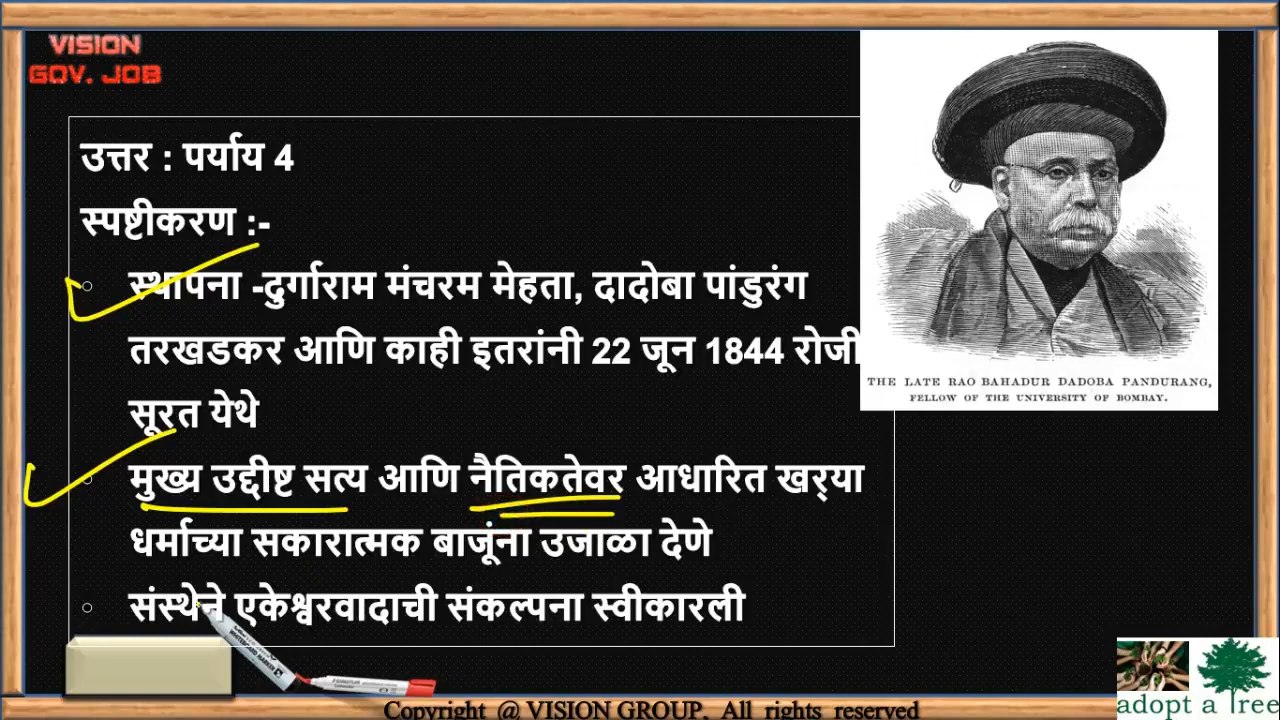 VISION
GOV. JOB
उत्तर : पर्याय 4
स्पष्टीकरण :-
स्थापना -दुर्गाराम मंचरम मेहता, दादोबा पांडुरंग
तरखडकर आणि काही इतरांनी 22 जून 1844 रोजी
सूरत येथे
मुख्य उद्दीष्ट सत्य आणि नैतिकतेवर आधारित खर्‍या
धर्माच्या सकारात्मक बाजूंना उजाळा देणे
संस्थेने एकेश्वरवादाची संकल्पना स्वीकारली
THE LATE RAO BAHADUR DADOBA PANDURANG,
FELLOW OF THE UNIVERSITY OF BOMBAY.
adopt a Tree
Copyright @ VISION GROUP, All rights reserved